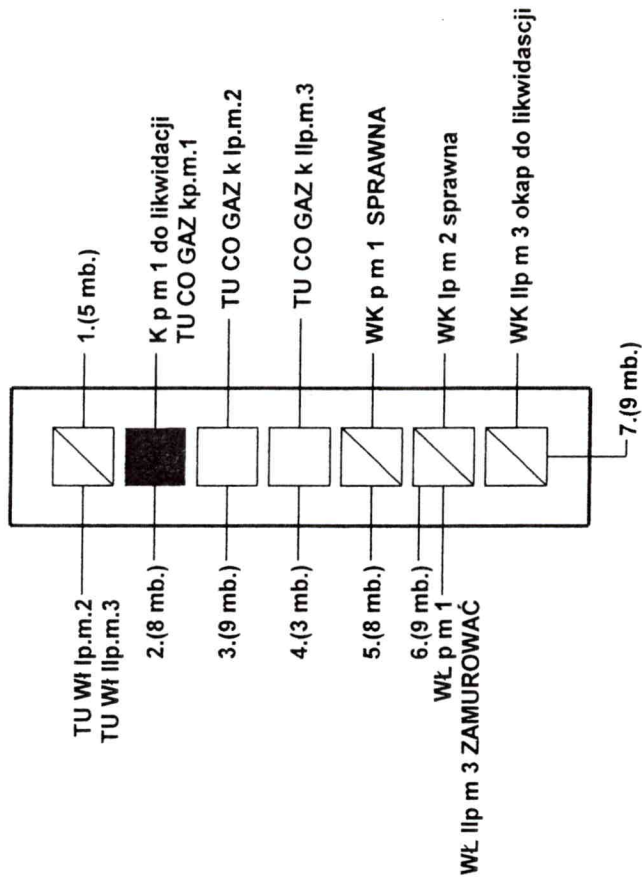 TU Wł Ip.m.2
TU Wł IIp.m.3
1.(5 mb.)
2.(8 mb.)
K p m 1 do likwidacji
TU CO GAZ kp.m.1
3.(9 mb.)
TU CO GAZ k Ip.m.2
4.(3 mb.)
TU CO GAZ k IIp.m.3
5.(8 mb.)
WK p m 1 SPRAWNA
6.(9 mb.)
WŁ p m 1
WŁ IIp m 3 ZAMUROWAĆ
WK Ip m 2 sprawna
WK IIp m 3 okap do likwidascji
7.(9 mb.)